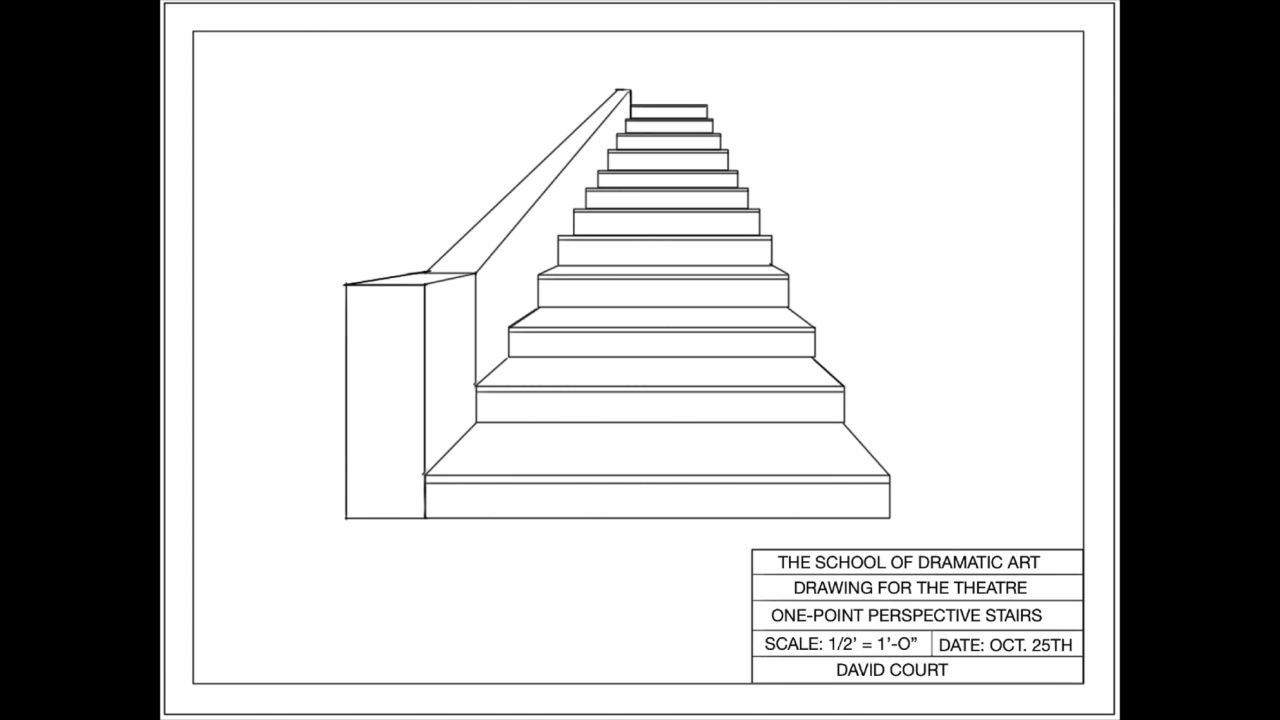 THE SCHOOL OF DRAMATIC ART
DRAWING FOR THE THEATRE
ONE-POINT PERSPECTIVE STAIRS
SCALE: 1/2' = 1'-O" DATE: OCT. 25TH
DAVID COURT